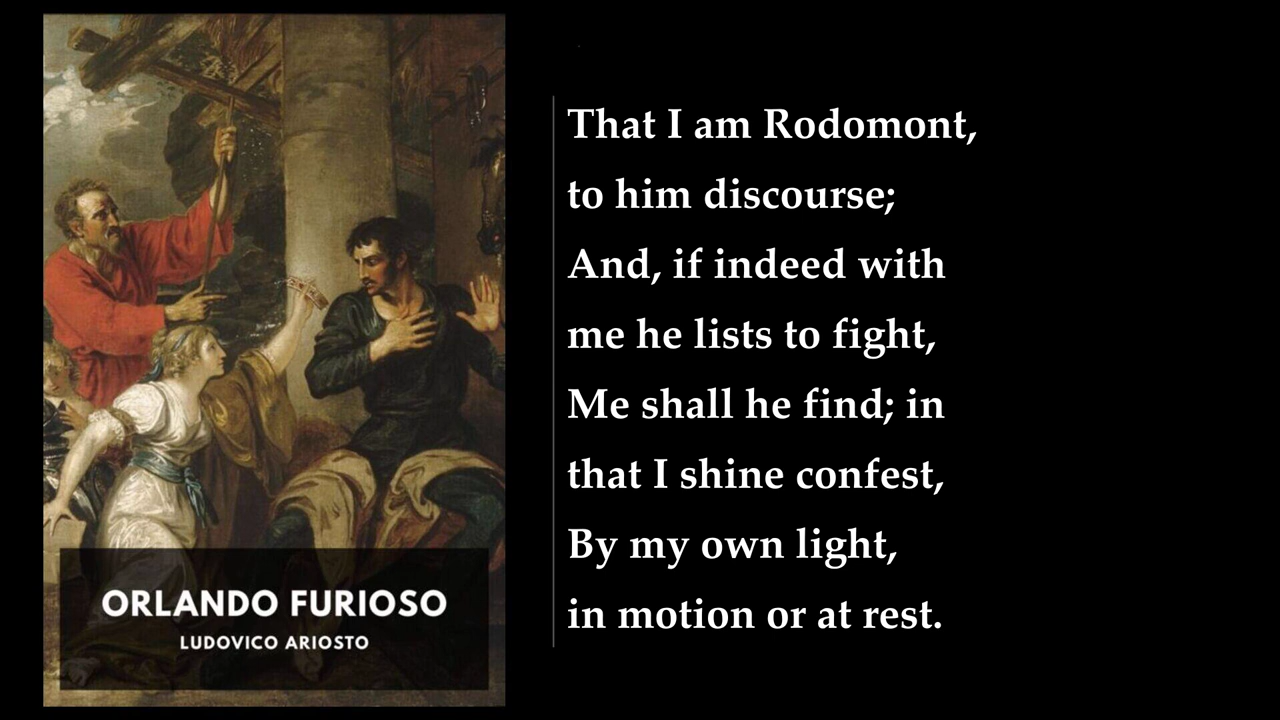 ORLANDO FURIOSO
LUDOVICO ARIOSTO
That I am Rodomont,
to him discourse;
And, if indeed with
me he lists to fight,
Me shall he find; in
that I shine confest,
By my own light,
in motion or at rest.